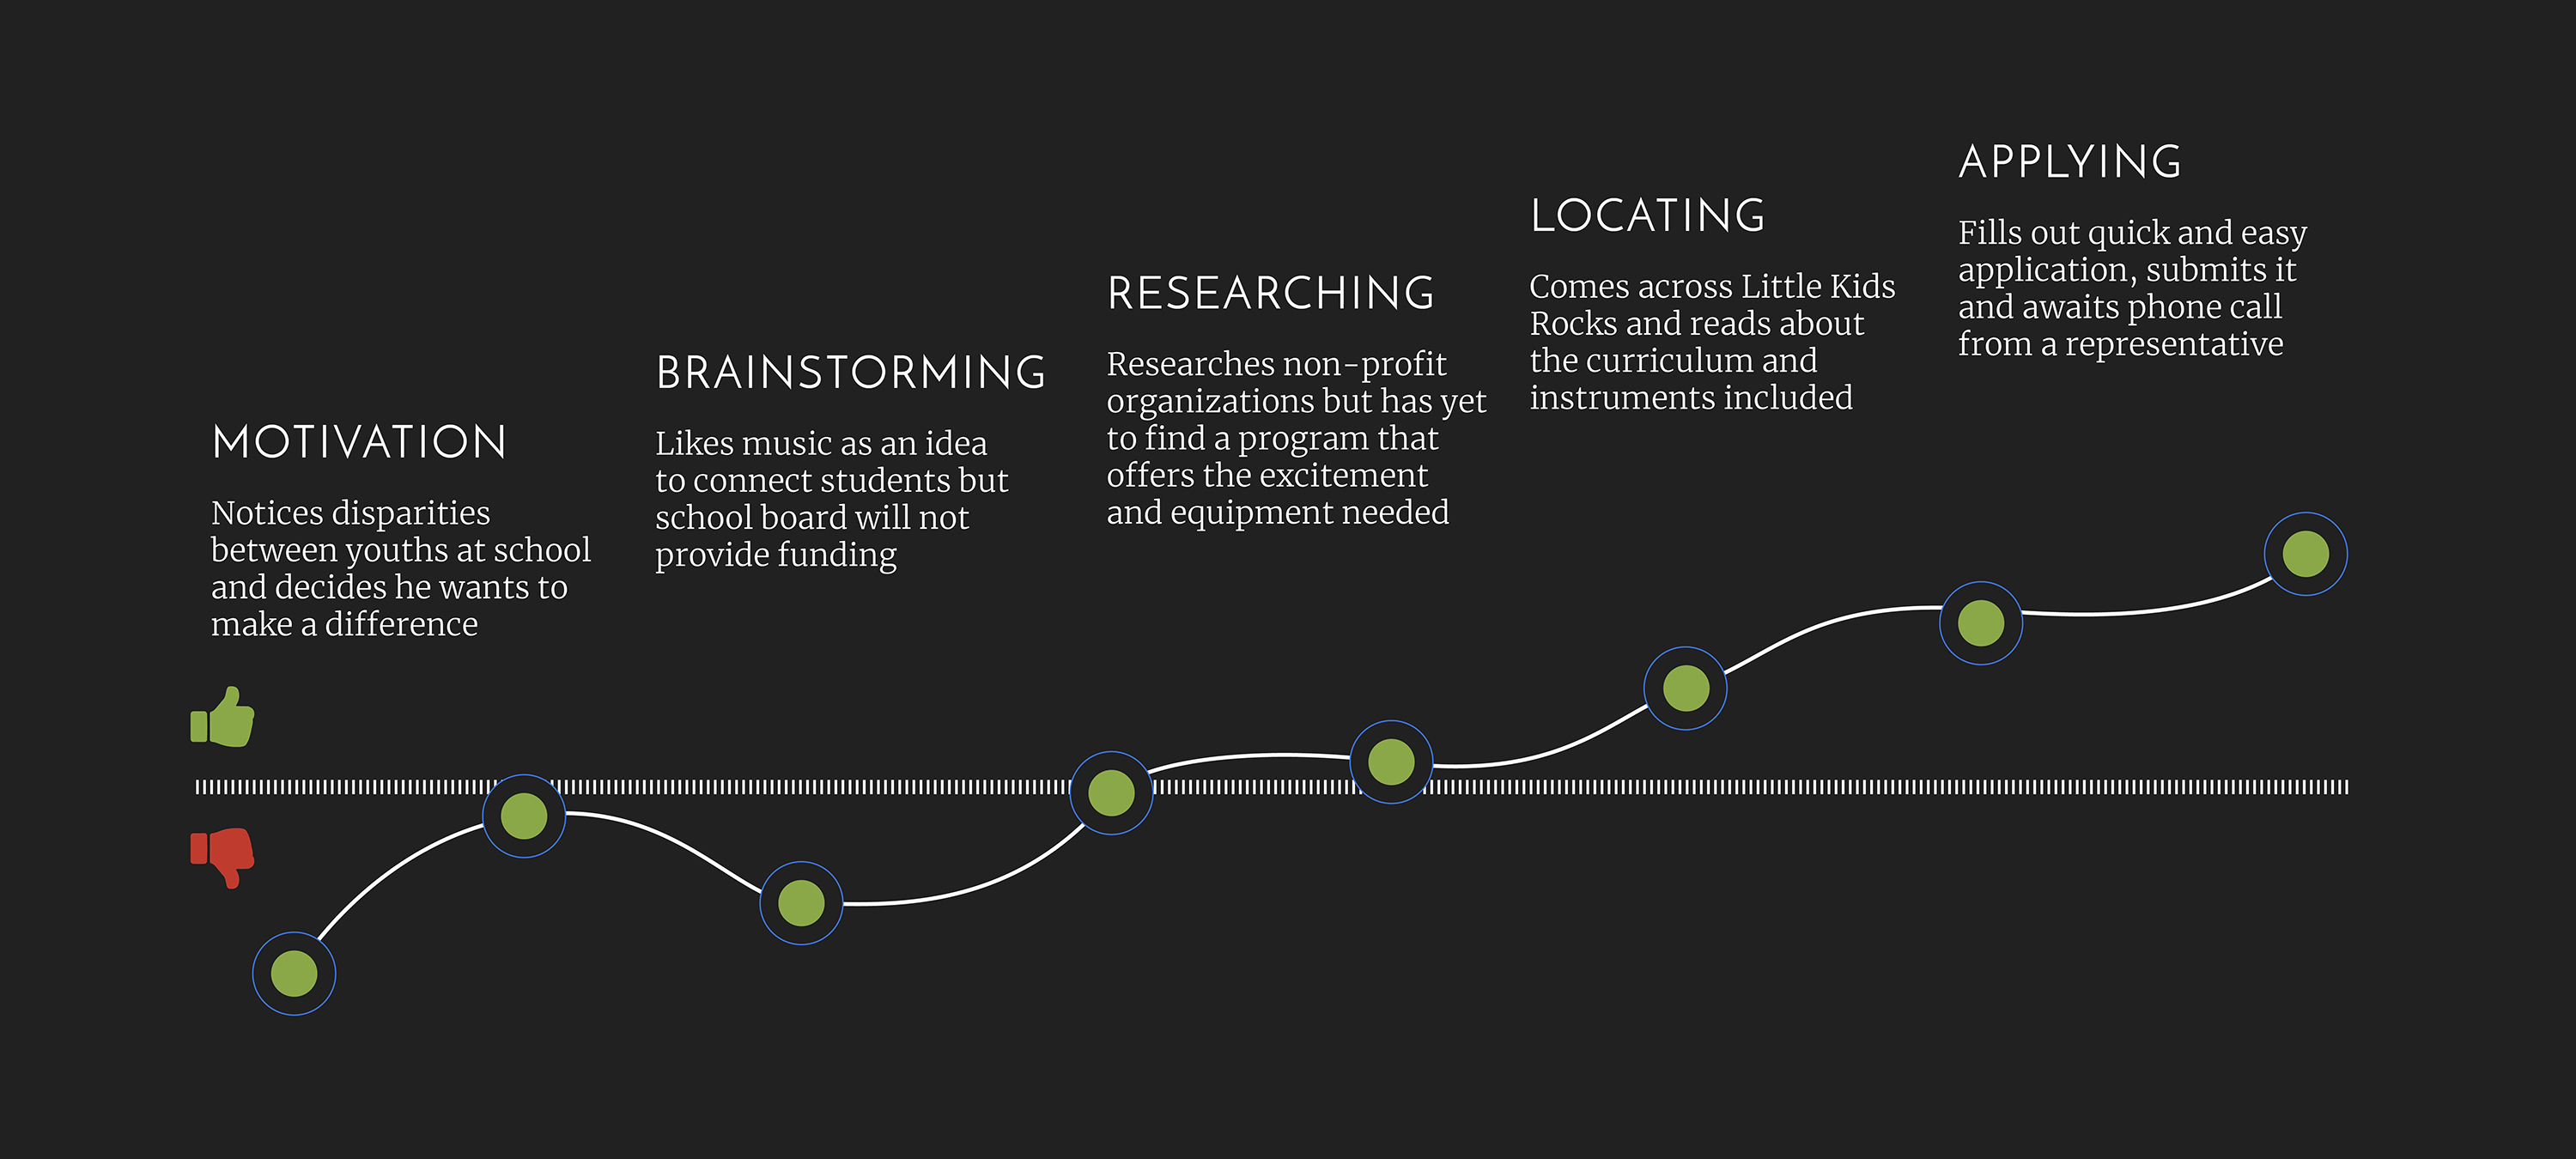 MOTIVATION
Notices disparities
between youths at school
and decides he wants to
make a difference
BRAINSTORMING
Likes music as an idea
to connect students but
school board will not
provide funding
RESEARCHING
Researches non-profit
organizations but has yet
to find a program that
offers the excitement
and equipment needed
LOCATING
Comes across Little Kids
Rocks and reads about
the curriculum and
instruments included
APPLYING
Fills out quick and easy
application, submits it
and awaits phone call
from a representative